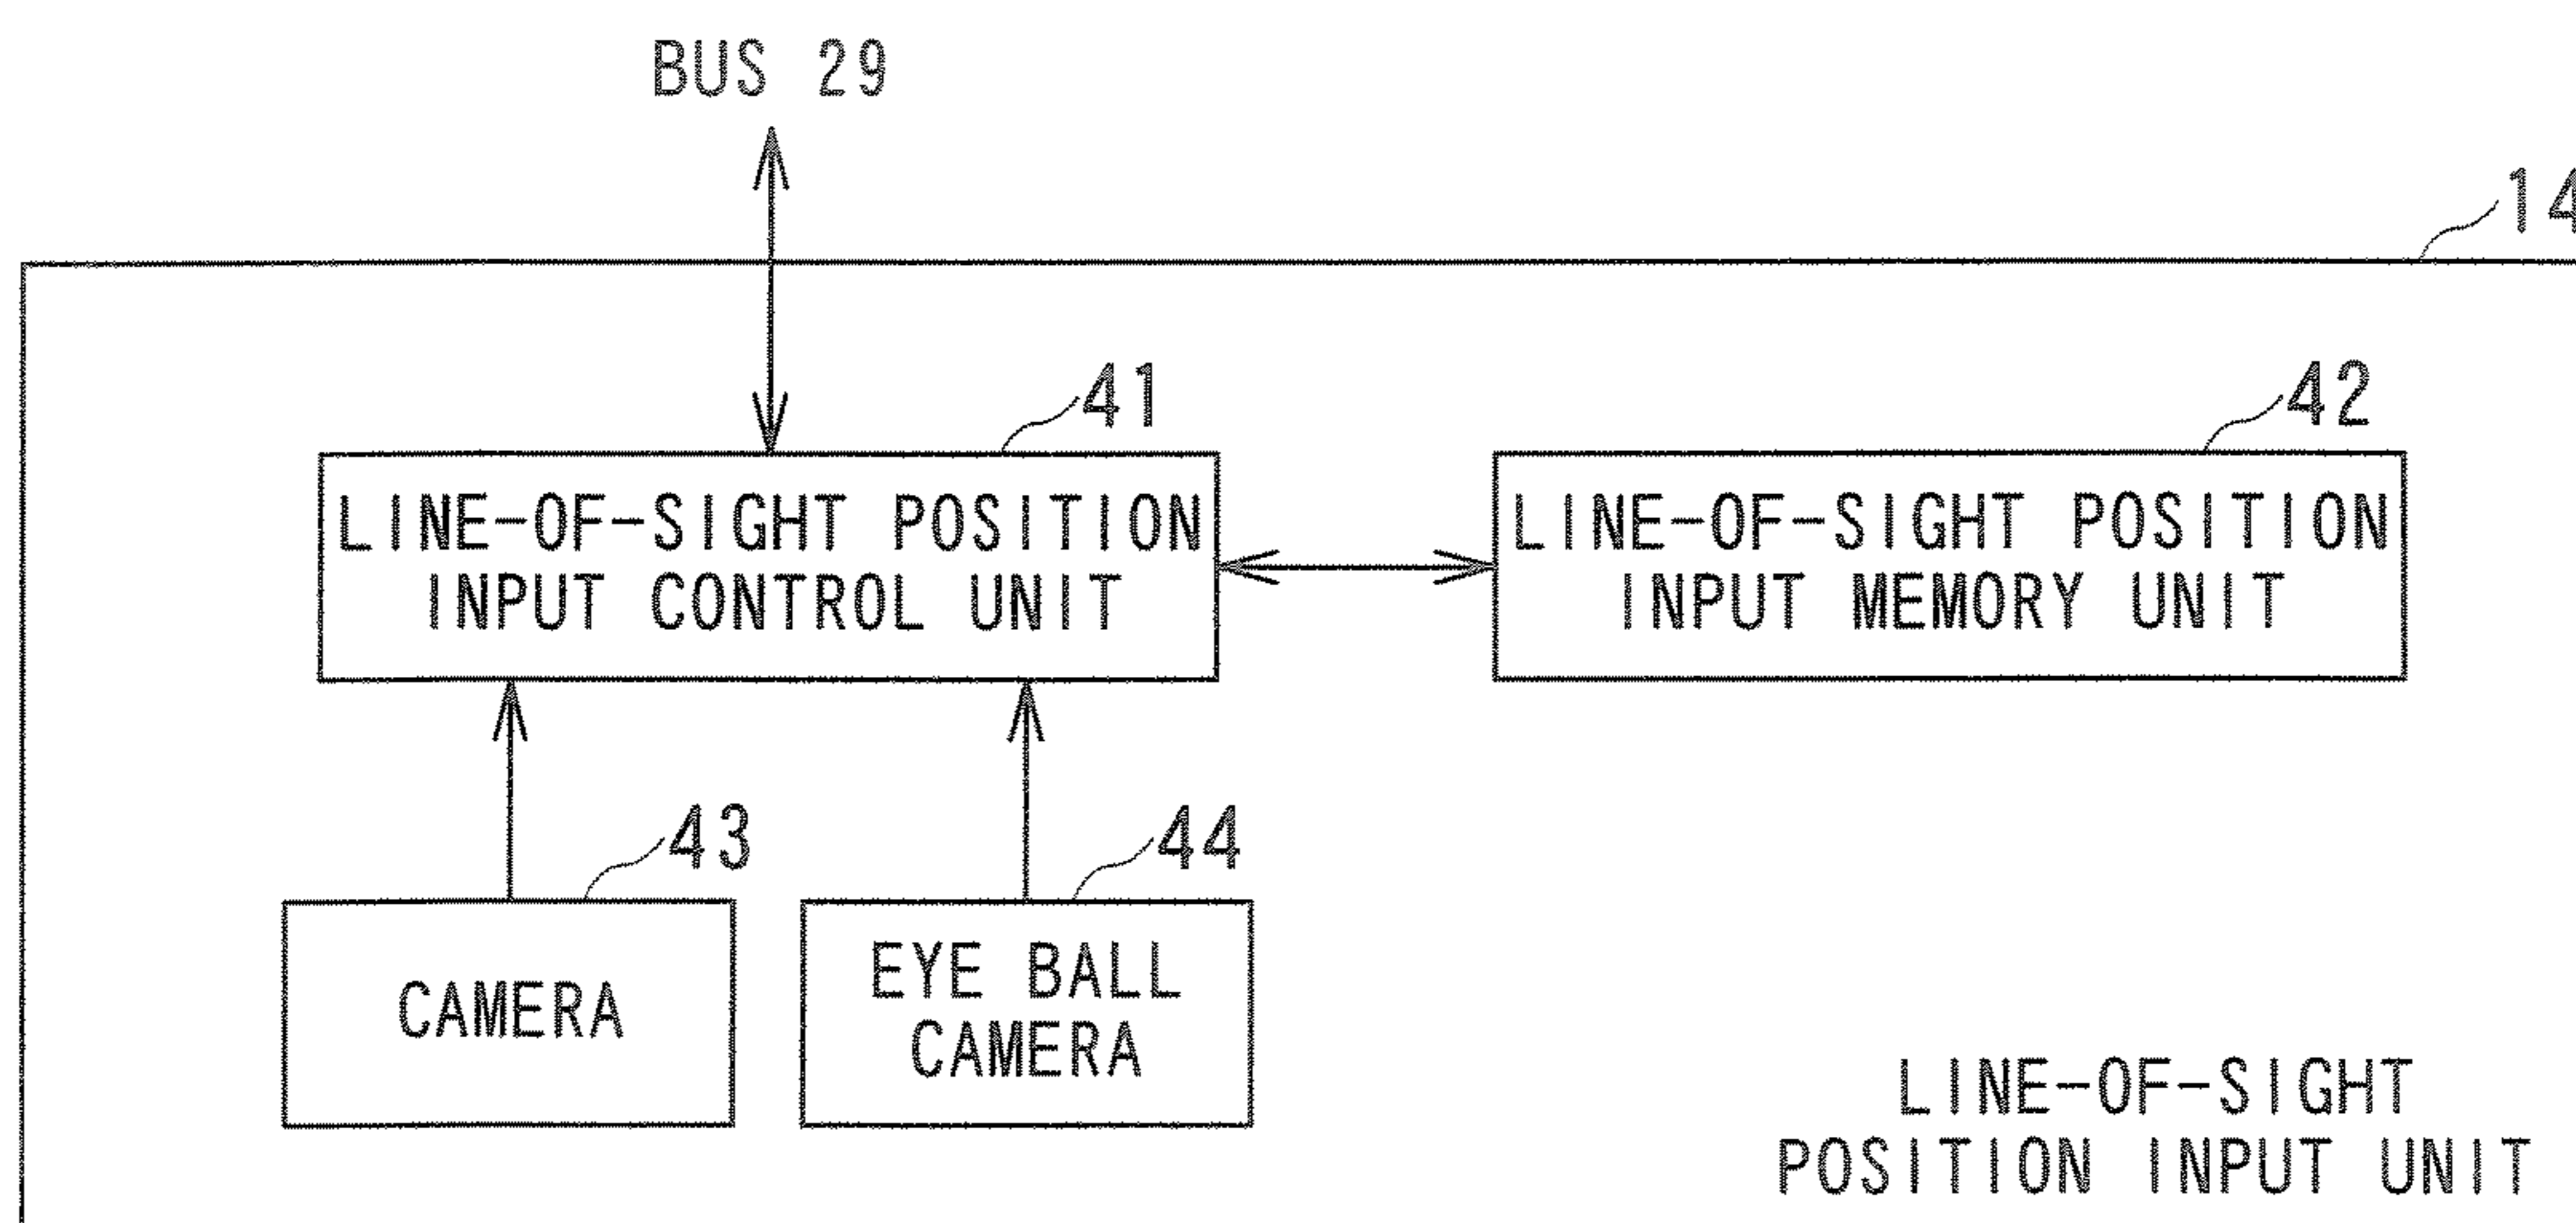 BUS 29
14
41
42
LINE-OF-SIGHT POSITION
INPUT CONTROL UNIT
LINE-OF-SIGHT POSITION
INPUT MEMORY UNIT
43
44
CAMERA
EYE BALL
CAMERA
LINE-OF-SIGHT
POSITION INPUT UNIT